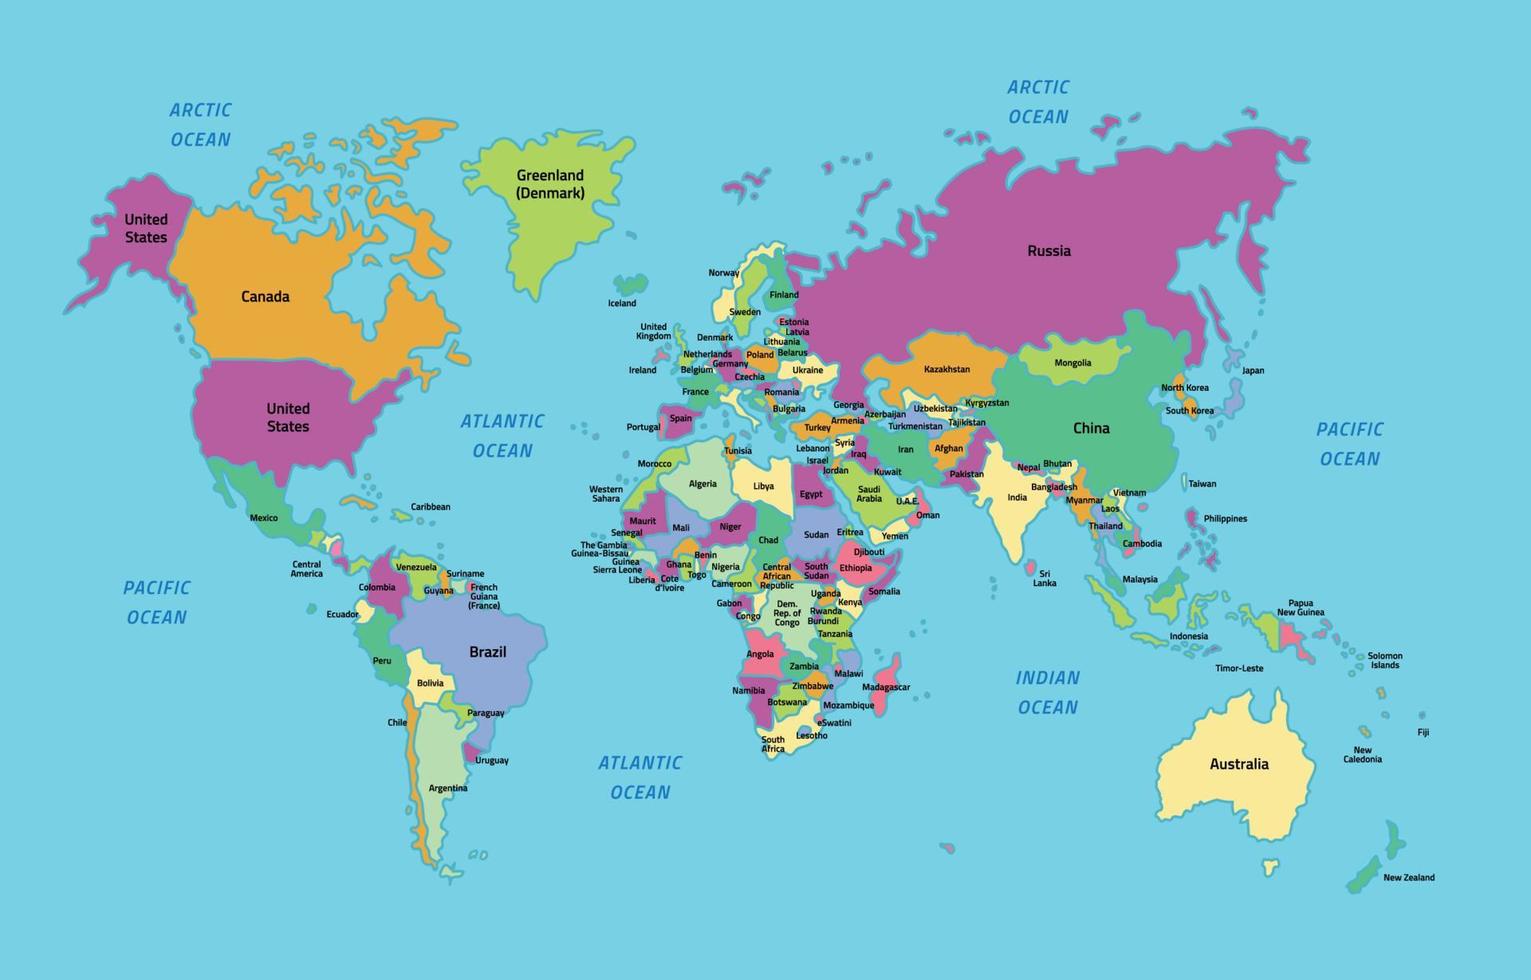 ARCTIC
OCEAN
ARCTIC
OCEAN
Greenland
(Denmark)
United
States
Canada
Russia
Norway
Iceland
Finland
Sweden
Estonia
Latvia
United
Kingdom
Denmark
Lithuania
Netherlands
Poland
Belarus
Ireland
Belgium
Germany
Czechia
Ukraine
Kazakhstan
Mongolia
Japan
France
Romania
North Korea
United
States
Bulgaria
Georgia
Azerbaijan
Uzbekistan
Kyrgyzstan
South Korea
ATLANTIC
OCEAN
Portugal
Spain
Turkey
Armenia
Turkmenistan
Tajikistan
China
PACIFIC
OCEAN
Tunisia
Lebanon
Syria
Iraq
Iran
Afghan
Morocco
Israel
Jordan
Kuwait
Pakistan
Nepal
Bhutan
Algeria
Libya
Egypt
Saudi
Arabia
U.A.E.
Oman
India
Bangladesh
Myanmar
Vietnam
Laos
Taiwan
Western
Sahara
Mexico
Caribbean
Maurit
Mali
Niger
Chad
Sudan
Eritrea
Yemen
Thailand
Philippines
Senegal
The Gambia
Guinea-Bissau
Guinea
Sierra Leone
Liberia
Cote
d'Ivoire
Ghana
Togo
Benin
Nigeria
Cameroon
Central
African
Republic
South
Sudan
Djibouti
Ethiopia
Somalia
Cambodia
Sri
Lanka
Malaysia
Central
America
Venezuela
Suriname
Colombia
Guyana
French
Guiana
(France)
PACIFIC
OCEAN
Ecuador
Gabon
Congo
Dem.
Rep. of
Congo
Uganda
Kenya
Rwanda
Burundi
Tanzania
Papua
New Guinea
Indonesia
Timor-Leste
Solomon
Islands
Peru
Brazil
Bolivia
Angola
Zambia
Malawi
INDIAN
OCEAN
Namibia
Zimbabwe
Botswana
Mozambique
Madagascar
Chile
Paraguay
South
Africa
Lesotho
eSwatini
Fiji
New
Caledonia
Uruguay
Argentina
ATLANTIC
OCEAN
Australia
New Zealand